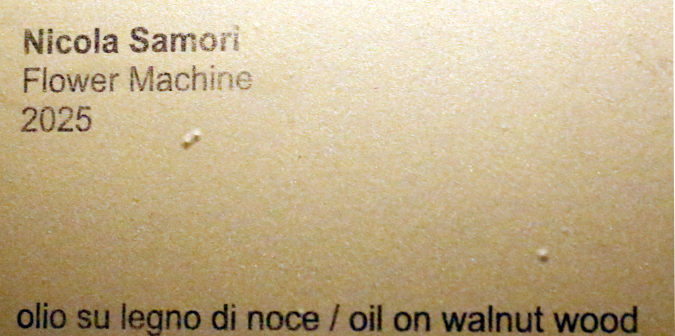 Nicola Samorì
Flower Machine
2025
olio su legno di noce / oil on walnut wood